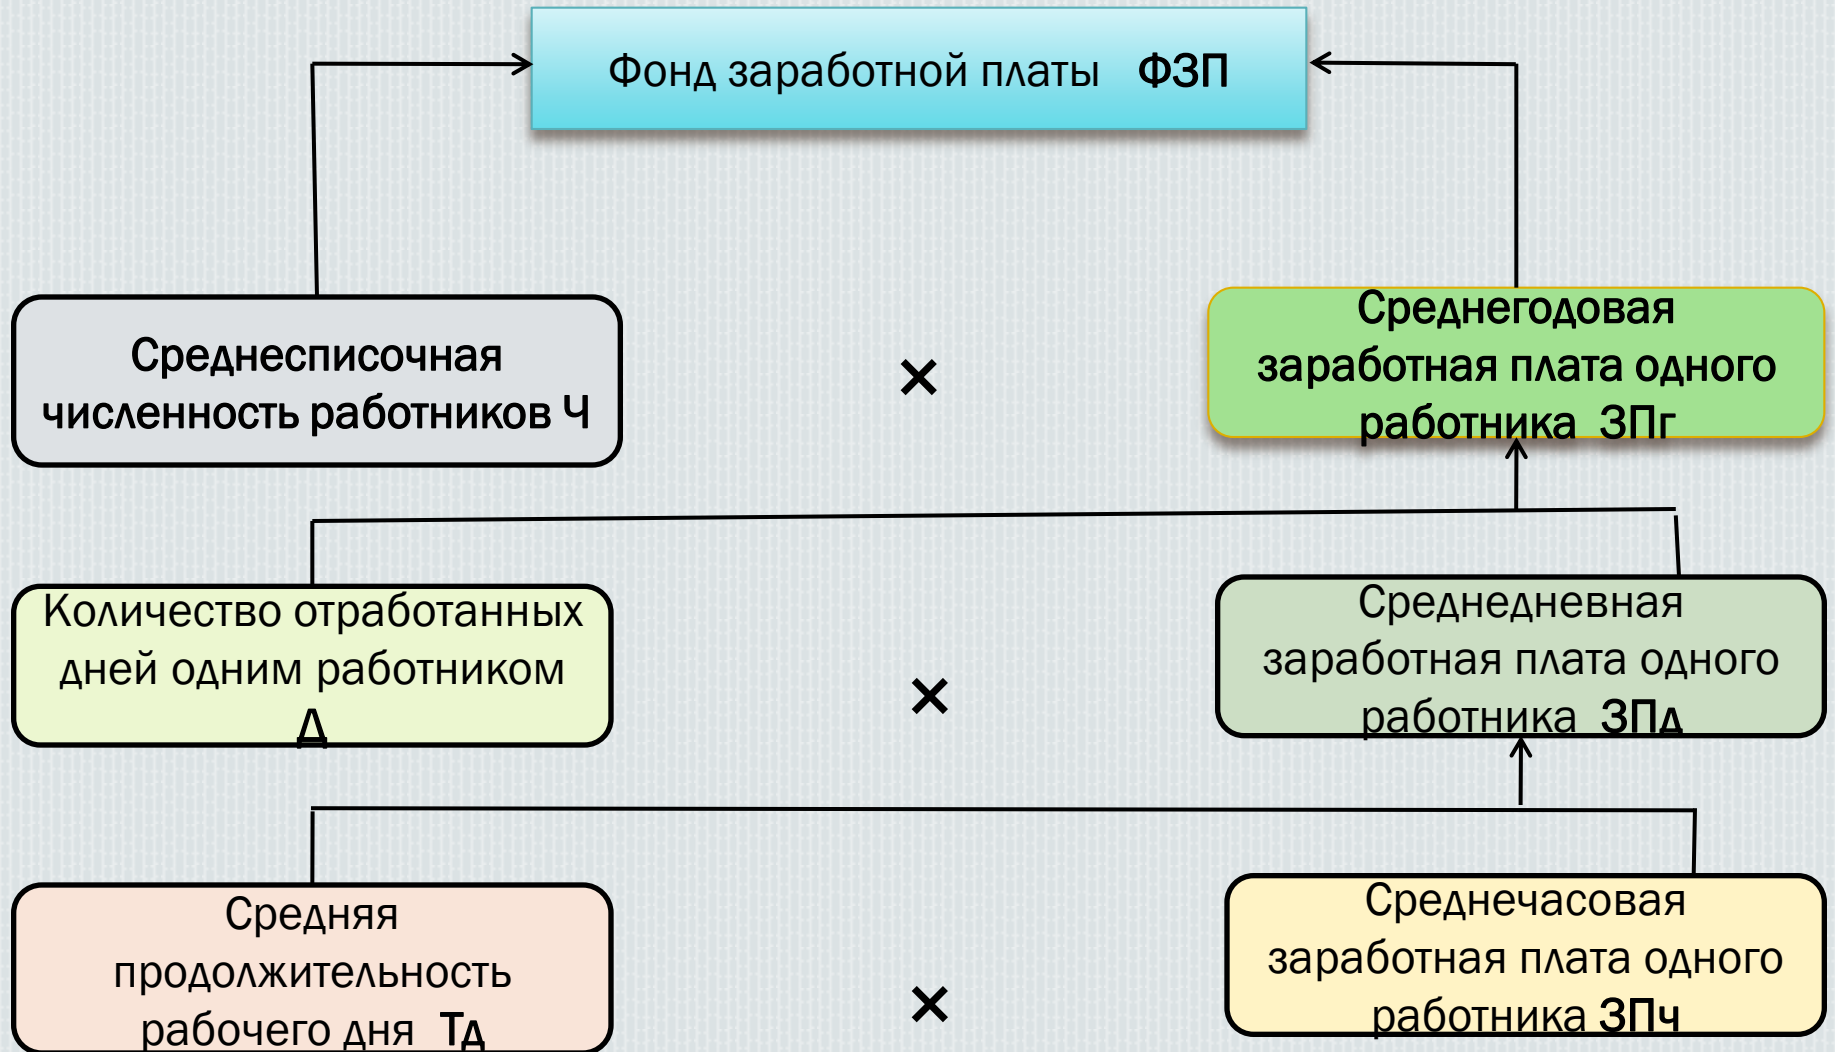 Фонд заработной платы ФЗП
Среднесписочная
численность работников Ч
×
Среднегодовая
заработная плата одного
работника ЗПг
Количество отработанных
дней одним работником
Д
×
Среднедневная
заработная плата одного
работника ЗПд
Средняя
продолжительность
рабочего дня Тд
×
Среднечасовая
заработная плата одного
работника ЗПч